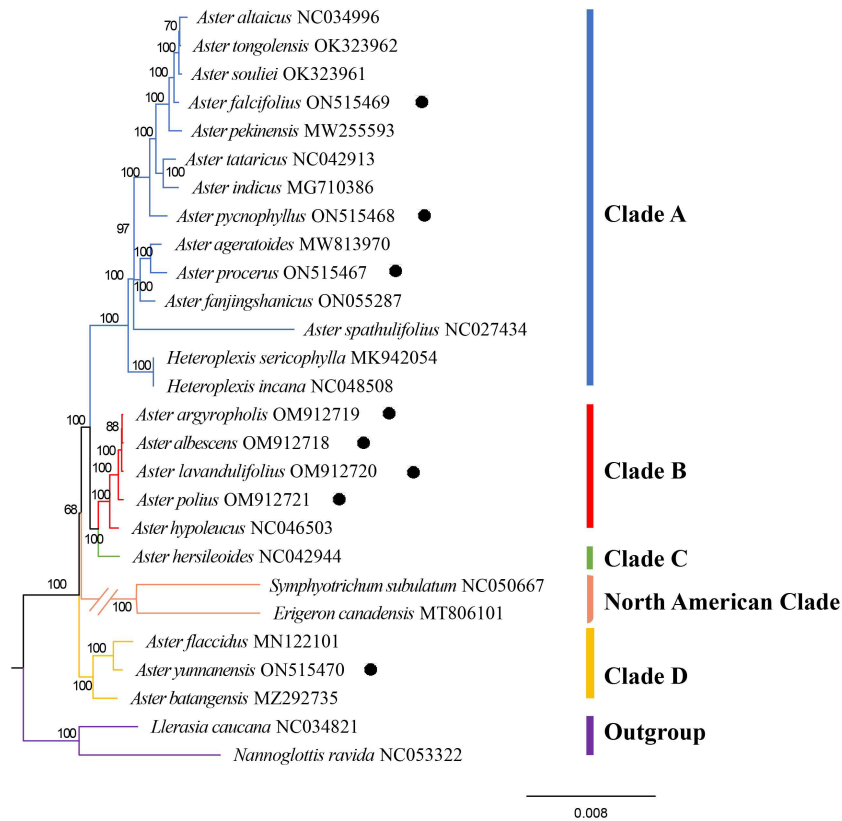 70
Aster altaicus NC034996
100
Aster tongolensis OK323962
100
Aster souliei OK323961
100
Aster falcifolius ON515469
100
Aster pekinensis MW255593
Aster tataricus NC042913
100
100
Aster indicus MG710386
Aster pycnophyllus ON515468
Clade A
97
Aster ageratoides MW813970
100
Aster procerus ON515467
100
100
Aster fanjingshanicus ON055287
100
Aster spathulifolius NC027434
Heteroplexis sericophylla MK942054
100
Heteroplexis incana NC048508
100
Aster argyropholis OM912719
88
Aster albescens OM912718
100
Aster lavandulifolius OM912720
100
Clade B
Aster polius OM912721
100
68
Aster hypoleucus NC046503
100
Aster hersileoides NC042944
Clade C
100
Symphyotrichum subulatum NC050667
100
North American Clade
Erigeron canadensis MT806101
Aster flaccidus MN122101
100
Aster yunnanensis ON515470
Clade D
100
Aster batangensis MZ292735
Llerasia caucana NC034821
100
Outgroup
Nannoglottis ravida NC053322
0.008